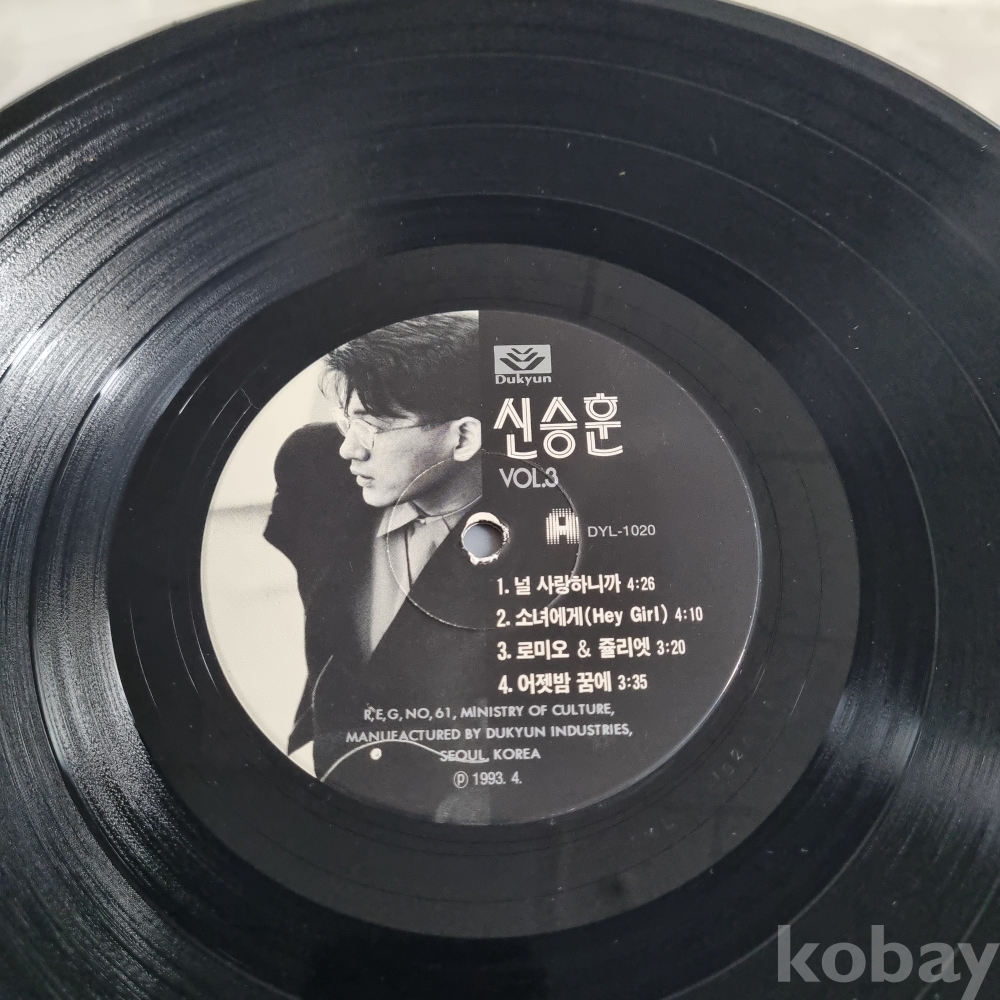 Dukyun
신승훈
VOL.3
A DYL-1020
1. 널 사랑하니까 4:26
2. 소녀에게(Hey Girl) 4:10
3. 로미오 & 쥴리엣 3:20
4. 어젯밤 꿈에 3:35
R,E,G, NO, 61, MINISTRY OF CULTURE,
MANUFACTURED BY DUKYUN INDUSTRIES,
SEOUL, KOREA
℗ 1993. 4.
kobay